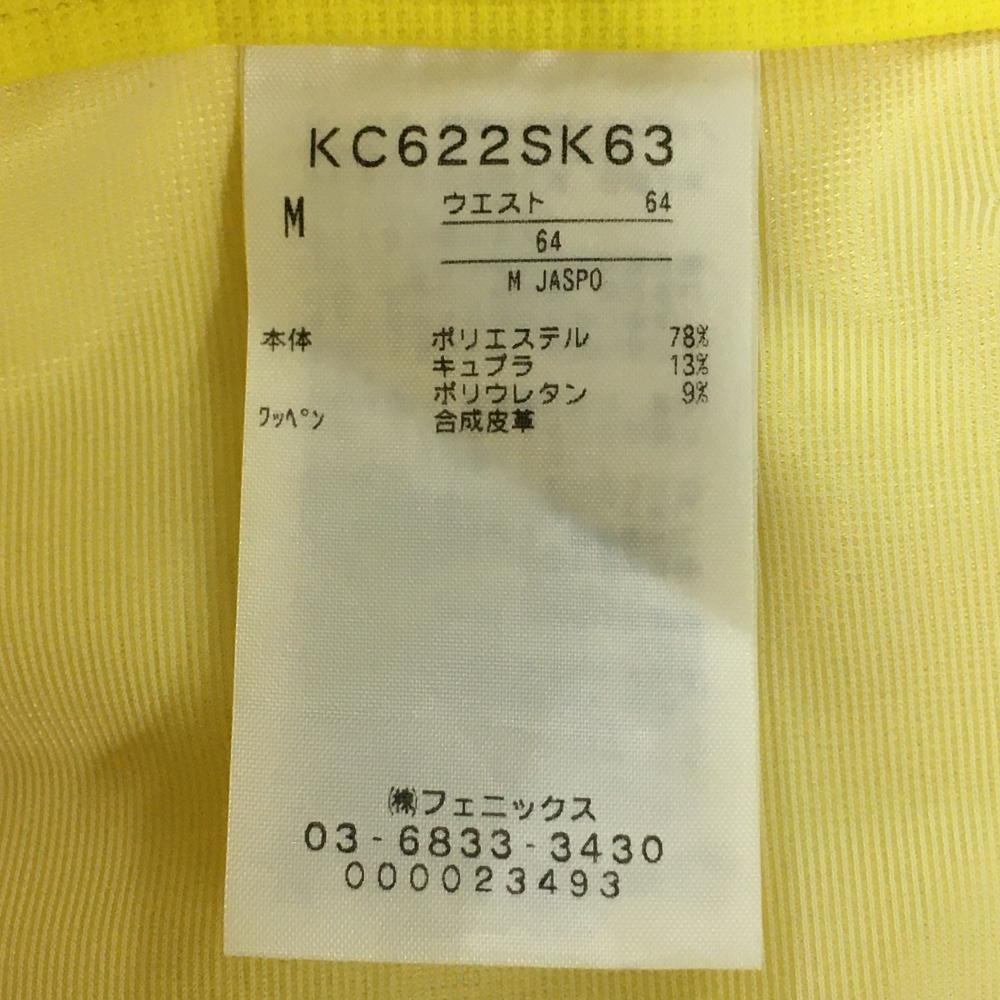 KC622SK63
M ウエスト 64
64
M JASPO
本体 ポリエステル 78%
キュプラ 13%
ポリウレタン 9%
ﾜｯﾍﾟﾝ 合成皮革
㈱フェニックス
03-6833-3430
000023493